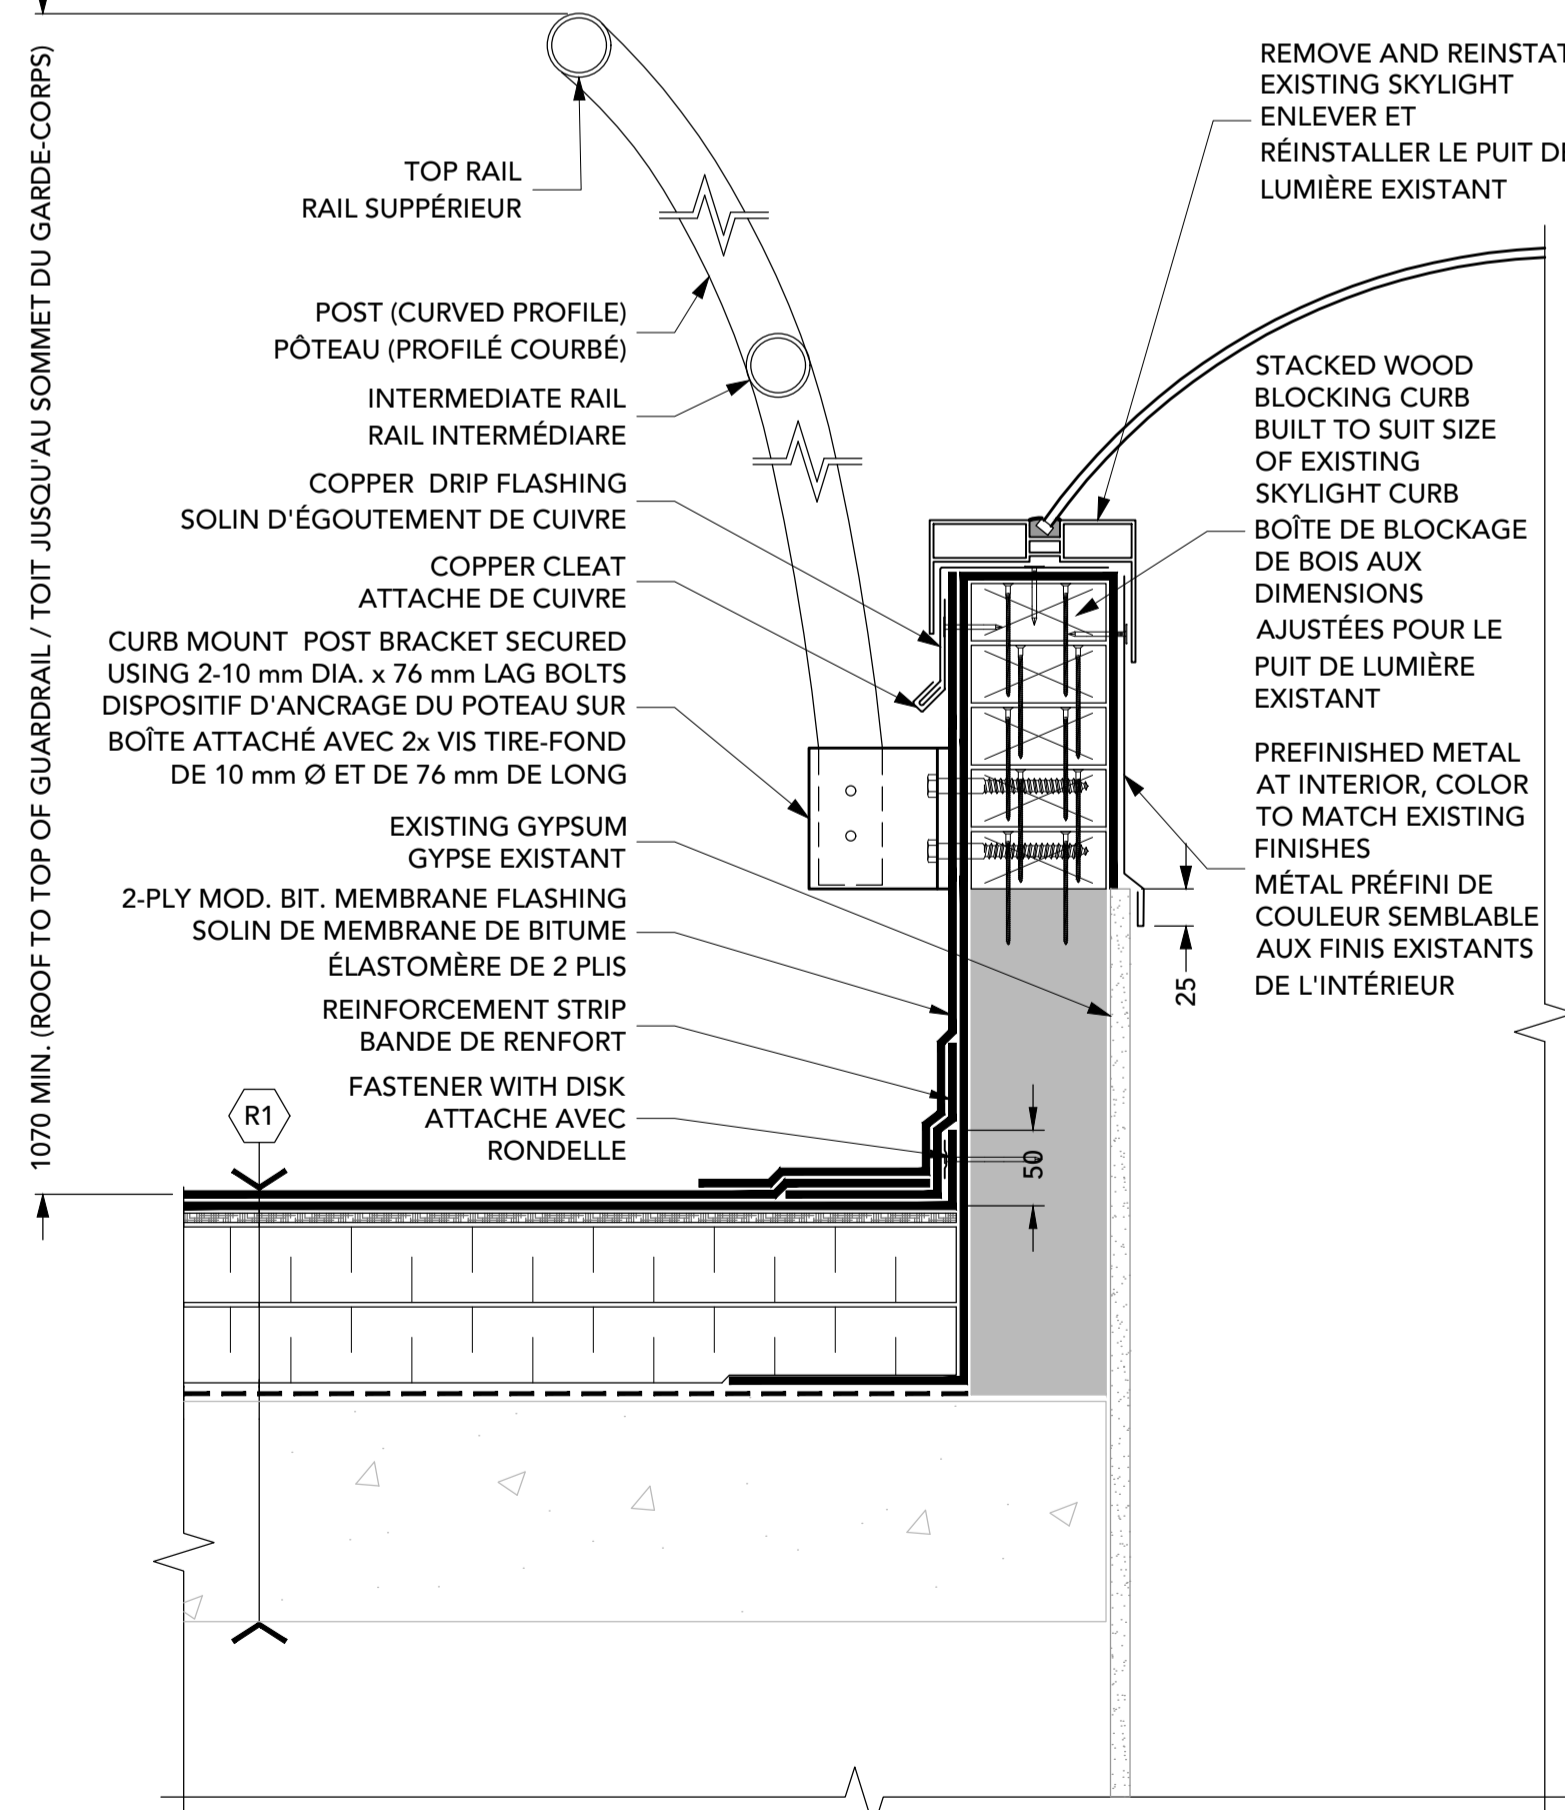 1070 MIN. (ROOF TO TOP OF GUARDRAIL / TOIT JUSQU'AU SOMMET DU GARDE-CORPS)
TOP RAIL
RAIL SUPPÉRIEUR
POST (CURVED PROFILE)
PÔTEAU (PROFILÉ COURBÉ)
INTERMEDIATE RAIL
RAIL INTERMÉDIARE
COPPER DRIP FLASHING
SOLIN D'ÉGOUTEMENT DE CUIVRE
COPPER CLEAT
ATTACHE DE CUIVRE
CURB MOUNT POST BRACKET SECURED
USING 2-10 mm DIA. x 76 mm LAG BOLTS
DISPOSITIF D'ANCRAGE DU POTEAU SUR
BOÎTE ATTACHÉ AVEC 2x VIS TIRE-FOND
DE 10 mm Ø ET DE 76 mm DE LONG
EXISTING GYPSUM
GYPSE EXISTANT
2-PLY MOD. BIT. MEMBRANE FLASHING
SOLIN DE MEMBRANE DE BITUME
ÉLASTOMÈRE DE 2 PLIS
REINFORCEMENT STRIP
BANDE DE RENFORT
FASTENER WITH DISK
ATTACHE AVEC
RONDELLE
R1
50
25
REMOVE AND REINSTAT
EXISTING SKYLIGHT
ENLEVER ET
RÉINSTALLER LE PUIT DE
LUMIÈRE EXISTANT
STACKED WOOD
BLOCKING CURB
BUILT TO SUIT SIZE
OF EXISTING
SKYLIGHT CURB
BOÎTE DE BLOCKAGE
DE BOIS AUX
DIMENSIONS
AJUSTÉES POUR LE
PUIT DE LUMIÈRE
EXISTANT
PREFINISHED METAL
AT INTERIOR, COLOR
TO MATCH EXISTING
FINISHES
MÉTAL PRÉFINI DE
COULEUR SEMBLABLE
AUX FINIS EXISTANTS
DE L'INTÉRIEUR